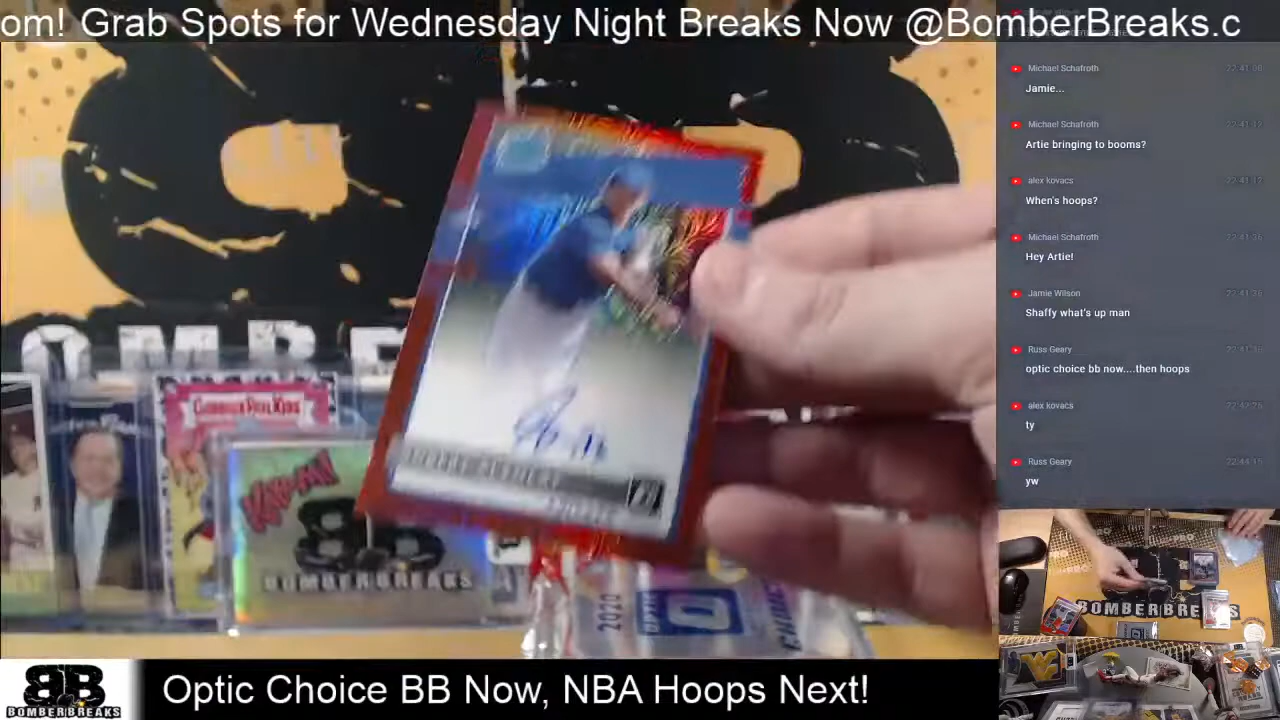 om! Grab Spots for Wednesday Night Breaks Now @BomberBreaks.c
Michael Schafroth
Jamie...
Michael Schafroth
Artie bringing to booms?
alex kovacs
When's hoops?
Michael Schafroth
Hey Artie!
Jamie Wilson
Shaffy what's up man
Russ Geary
optic choice bb now....then hoops
alex kovacs
ty
Russ Geary
yw
KAPOW!
BOMBERBREAKS
2020
OPTIC
BOMBERBREAKS
BB
BOMBERBREAKS
Optic Choice BB Now, NBA Hoops Next!